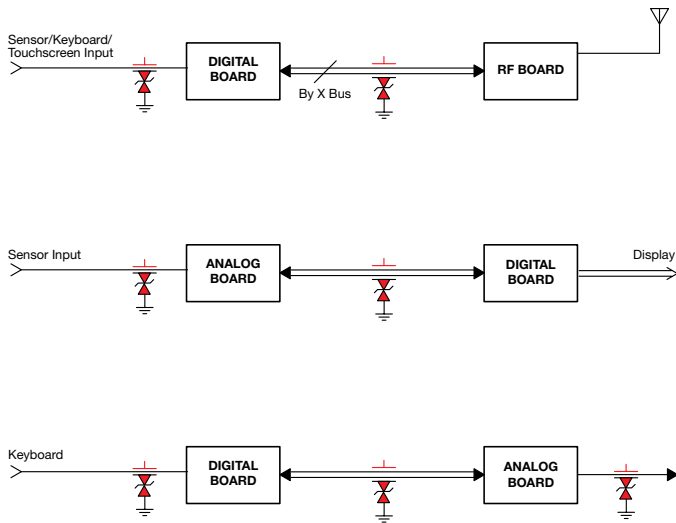 Sensor/Keyboard/
Touchscreen Input
DIGITAL
BOARD
By X Bus
RF BOARD
Sensor Input
ANALOG
BOARD
DIGITAL
BOARD
Display
Keyboard
DIGITAL
BOARD
ANALOG
BOARD